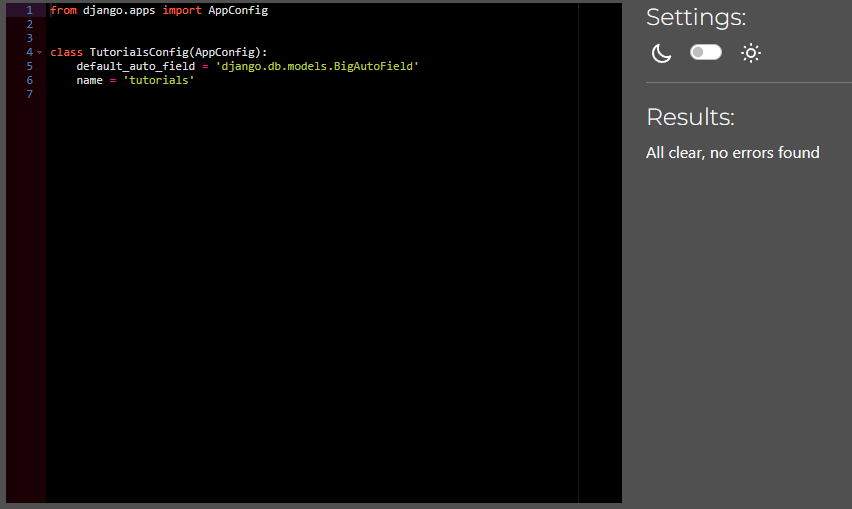 1 from django.apps import AppConfig
2
3
4 class TutorialsConfig(AppConfig):
5     default_auto_field = 'django.db.models.BigAutoField'
6     name = 'tutorials'
7
Settings:
Results:
All clear, no errors found